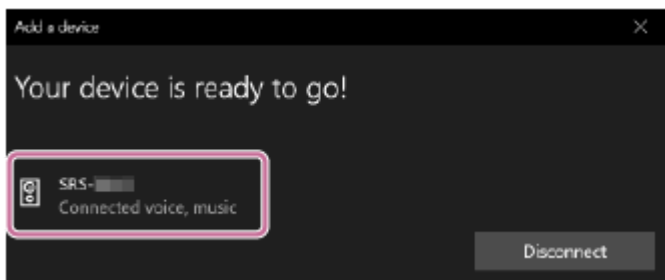 Add a device
Your device is ready to go!
SRS-
Connected voice, music
Disconnect